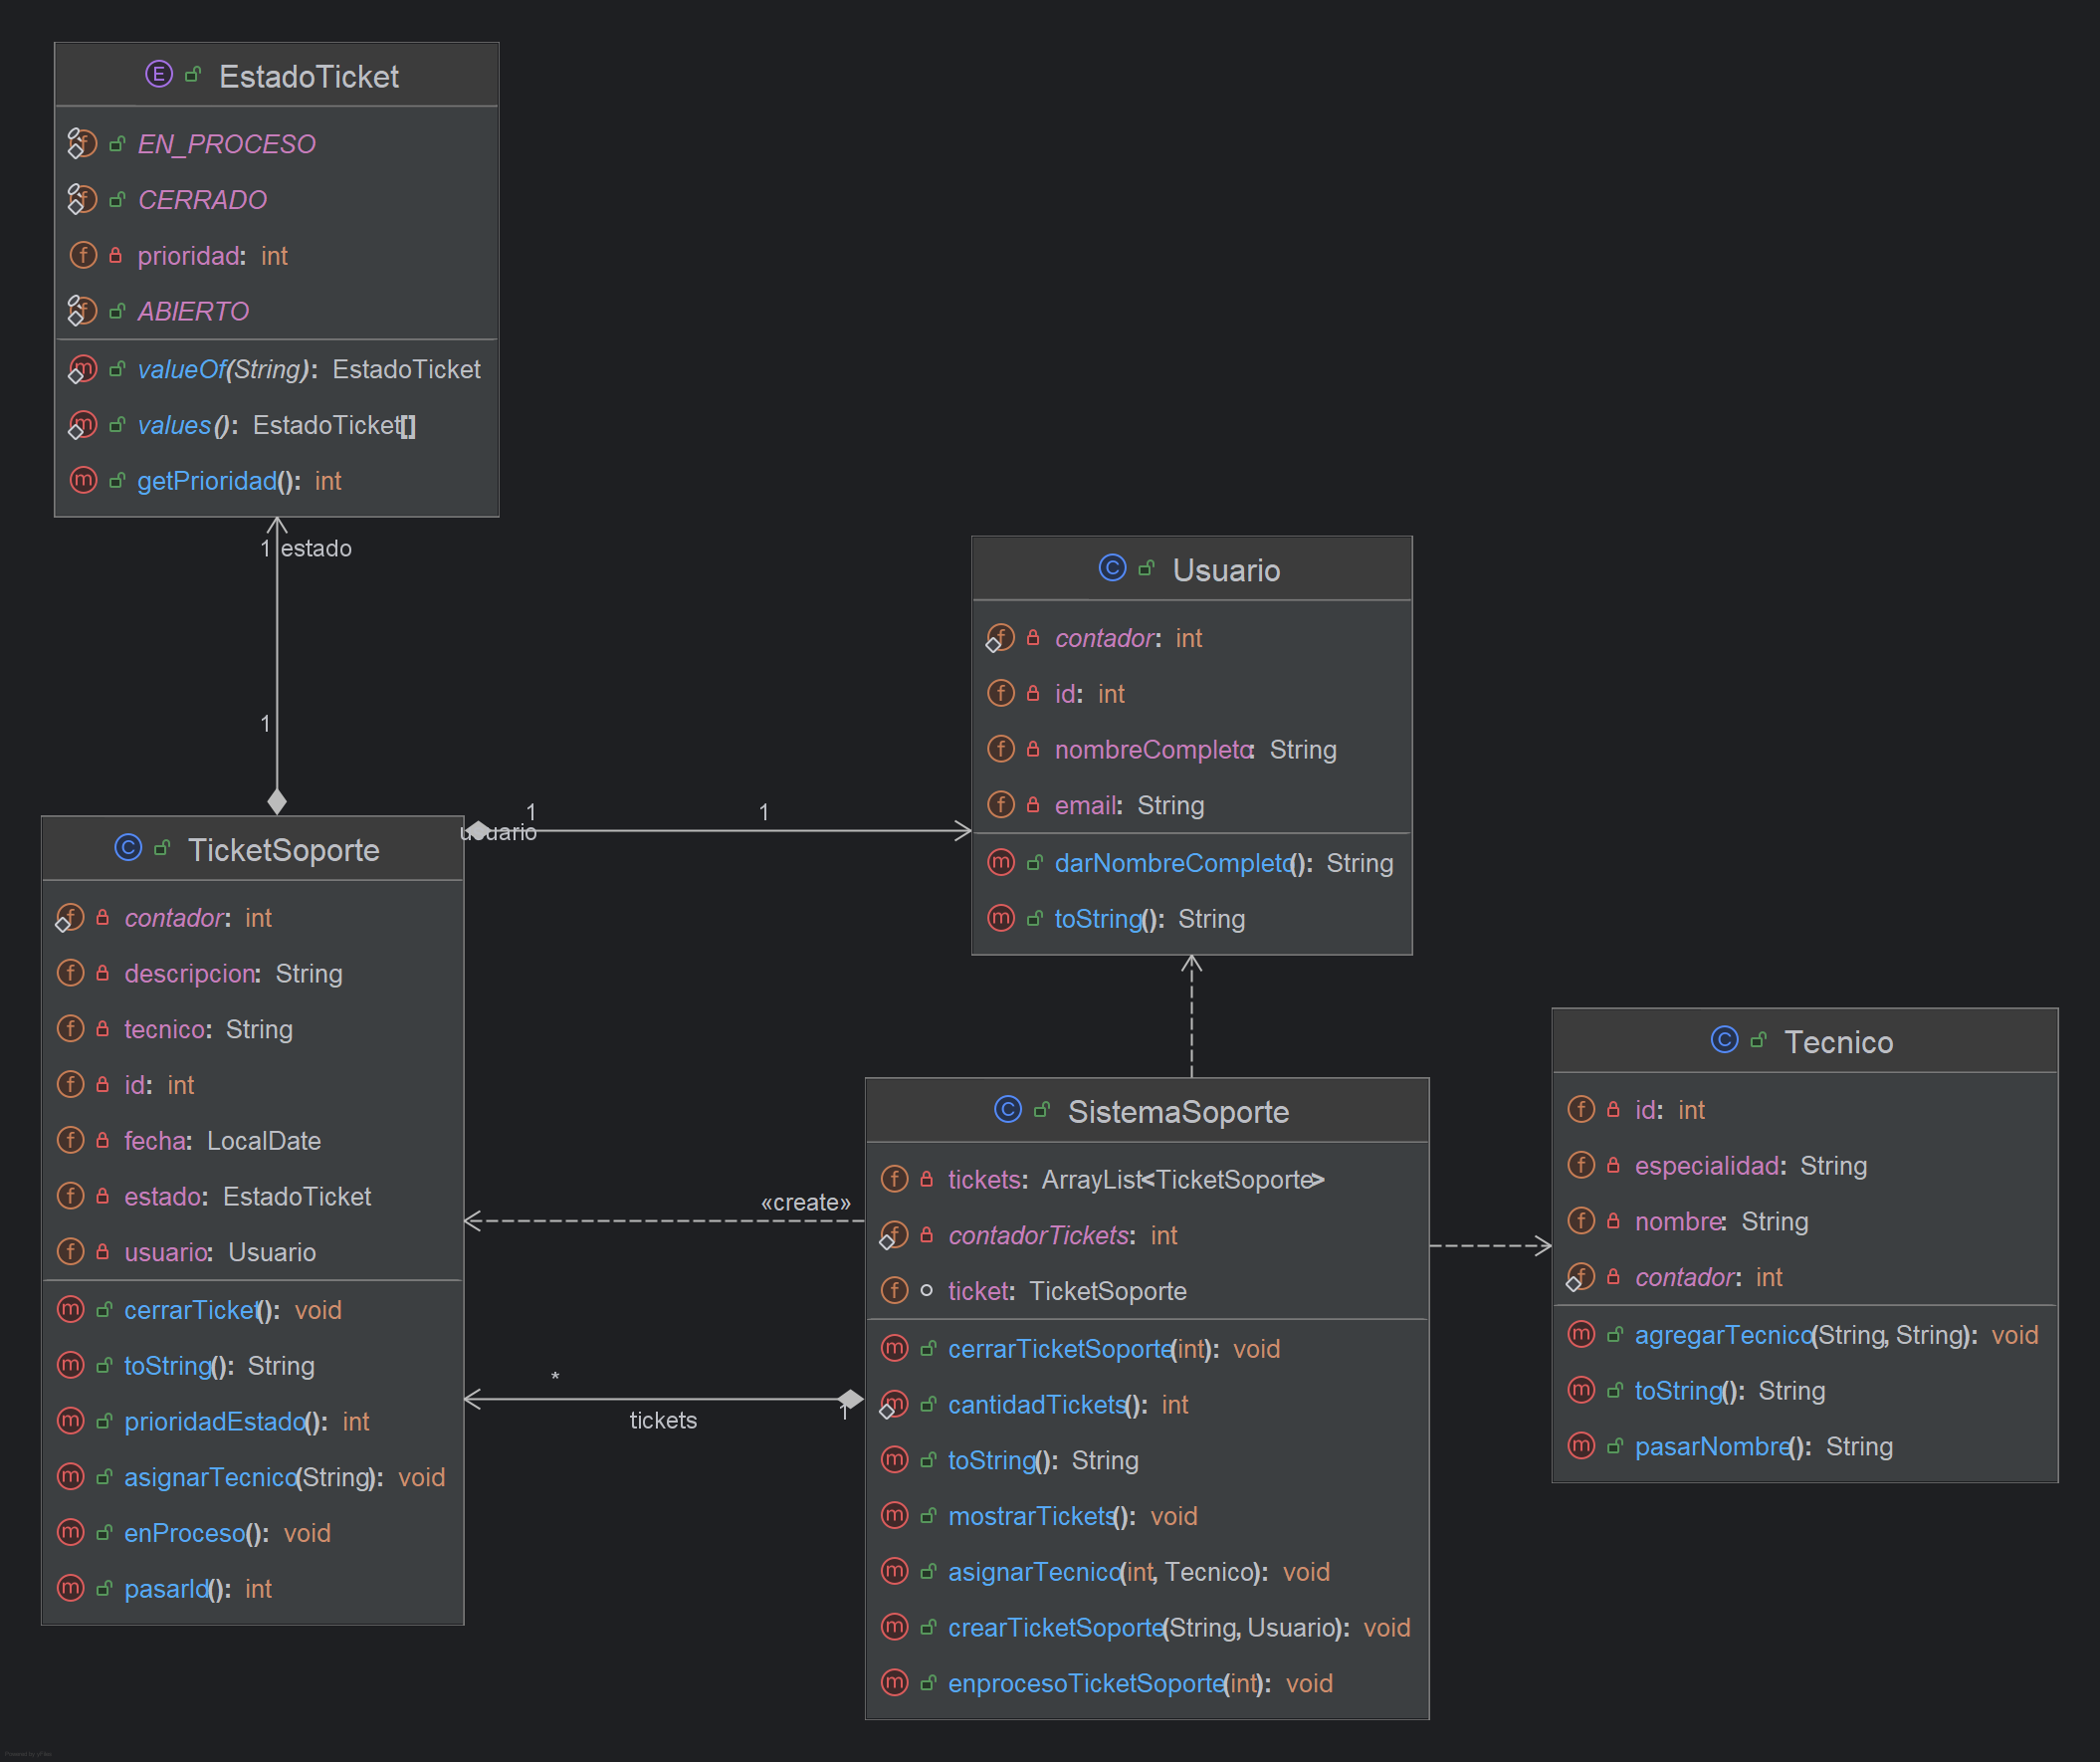 EstadoTicket
EN_PROCESO
CERRADO
prioridad: int
ABIERTO
valueOf(String): EstadoTicket
values(): EstadoTicket[]
getPrioridad(): int
1 estado
1
Usuario
contador: int
id: int
nombreCompleto: String
email: String
darNombreCompleto(): String
toString(): String
1
1
usuario
TicketSoporte
contador: int
descripcion: String
tecnico: String
id: int
fecha: LocalDate
estado: EstadoTicket
usuario: Usuario
cerrarTicket(): void
toString(): String
prioridadEstado(): int
asignarTecnico(String): void
enProceso(): void
pasarId(): int
«create»
*
1
tickets
SistemaSoporte
tickets: ArrayList<TicketSoporte>
contadorTickets: int
ticket: TicketSoporte
cerrarTicketSoporte(int): void
cantidadTickets(): int
toString(): String
mostrarTickets(): void
asignarTecnico(int, Tecnico): void
crearTicketSoporte(String, Usuario): void
enprocesoTicketSoporte(int): void
Tecnico
id: int
especialidad: String
nombre: String
contador: int
agregarTecnico(String, String): void
toString(): String
pasarNombre(): String
Powered by yFiles